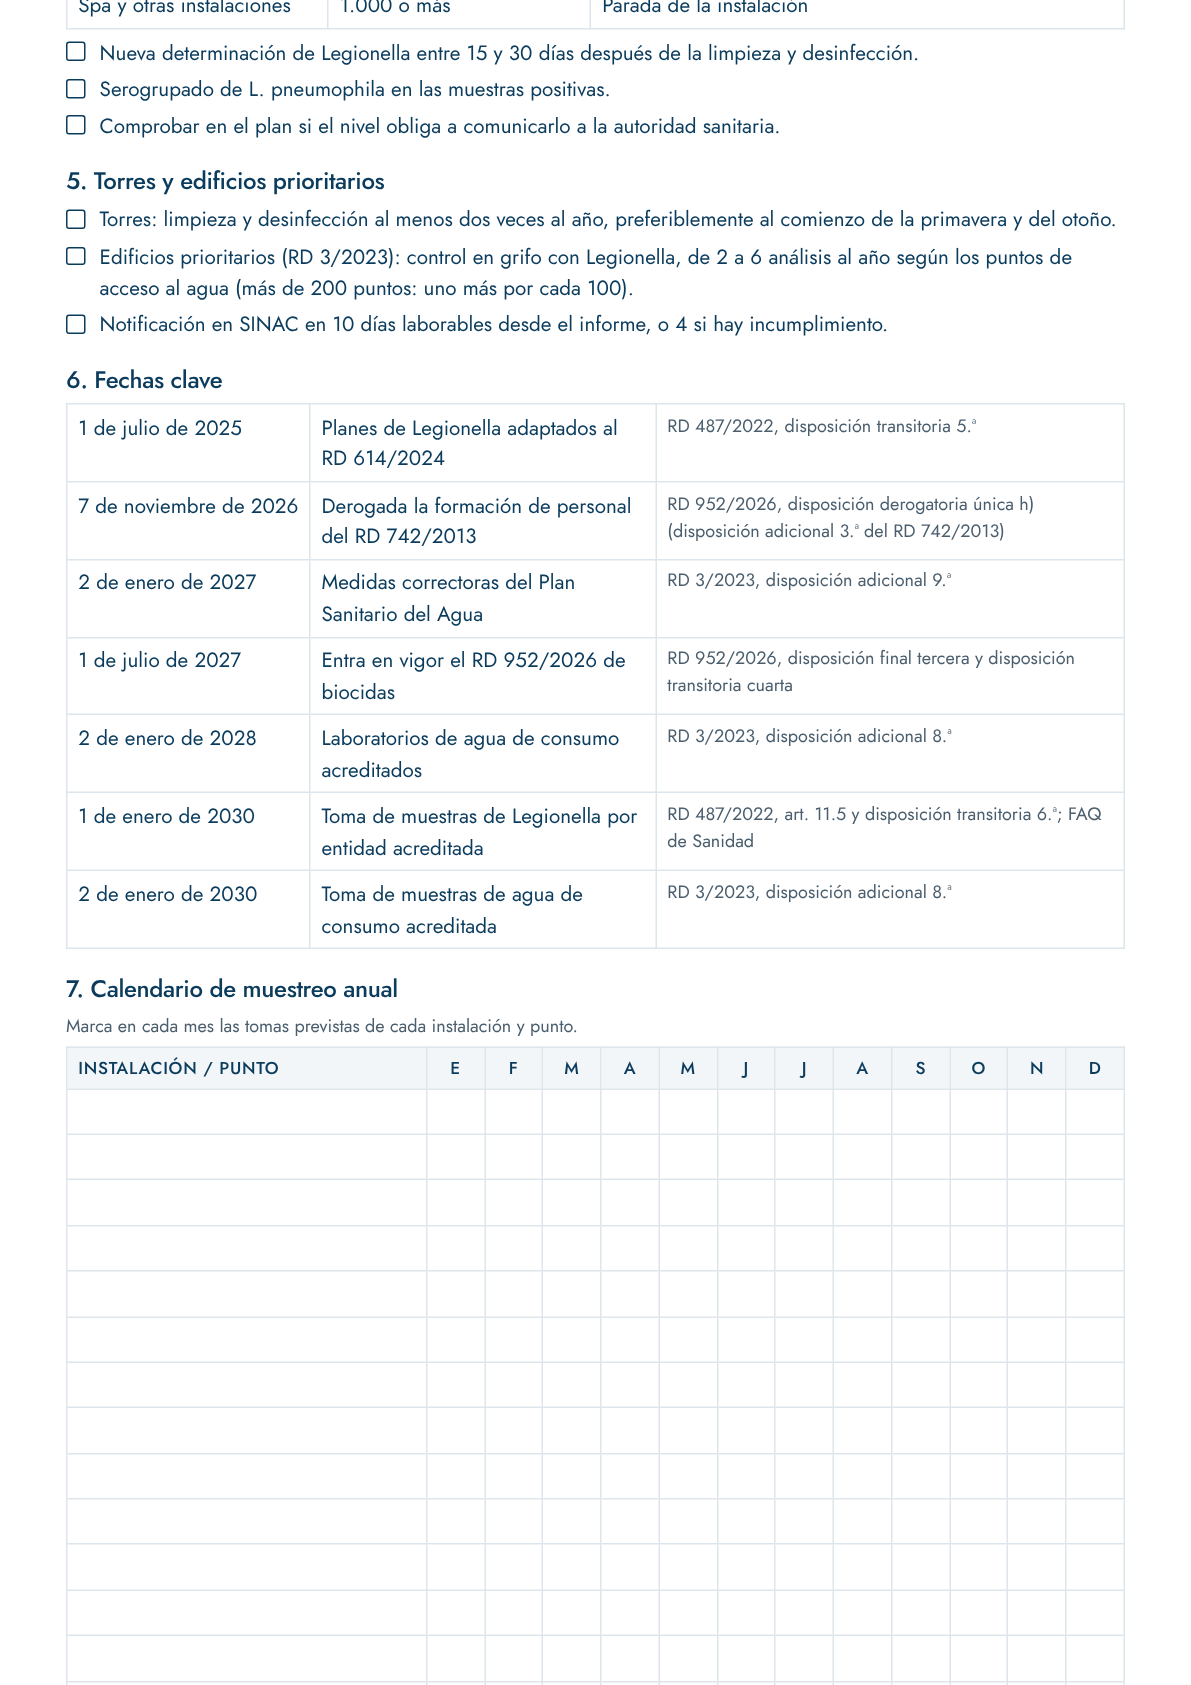 Spa y otras instalaciones 1.000 o más Parada de la instalación
Nueva determinación de Legionella entre 15 y 30 días después de la limpieza y desinfección.
Serogrupado de L. pneumophila en las muestras positivas.
Comprobar en el plan si el nivel obliga a comunicarlo a la autoridad sanitaria.
5. Torres y edificios prioritarios
Torres: limpieza y desinfección al menos dos veces al año, preferiblemente al comienzo de la primavera y del otoño.
Edificios prioritarios (RD 3/2023): control en grifo con Legionella, de 2 a 6 análisis al año según los puntos de
acceso al agua (más de 200 puntos: uno más por cada 100).
Notificación en SINAC en 10 días laborables desde el informe, o 4 si hay incumplimiento.
6. Fechas clave
1 de julio de 2025
Planes de Legionella adaptados al
RD 614/2024
RD 487/2022, disposición transitoria 5.ª
7 de noviembre de 2026
Derogada la formación de personal
del RD 742/2013
RD 952/2026, disposición derogatoria única h)
(disposición adicional 3.ª del RD 742/2013)
2 de enero de 2027
Medidas correctoras del Plan
Sanitario del Agua
RD 3/2023, disposición adicional 9.ª
1 de julio de 2027
Entra en vigor el RD 952/2026 de
biocidas
RD 952/2026, disposición final tercera y disposición
transitoria cuarta
2 de enero de 2028
Laboratorios de agua de consumo
acreditados
RD 3/2023, disposición adicional 8.ª
1 de enero de 2030
Toma de muestras de Legionella por
entidad acreditada
RD 487/2022, art. 11.5 y disposición transitoria 6.ª; FAQ
de Sanidad
2 de enero de 2030
Toma de muestras de agua de
consumo acreditada
RD 3/2023, disposición adicional 8.ª
7. Calendario de muestreo anual
Marca en cada mes las tomas previstas de cada instalación y punto.
INSTALACIÓN / PUNTO E F M A M J J A S O N D